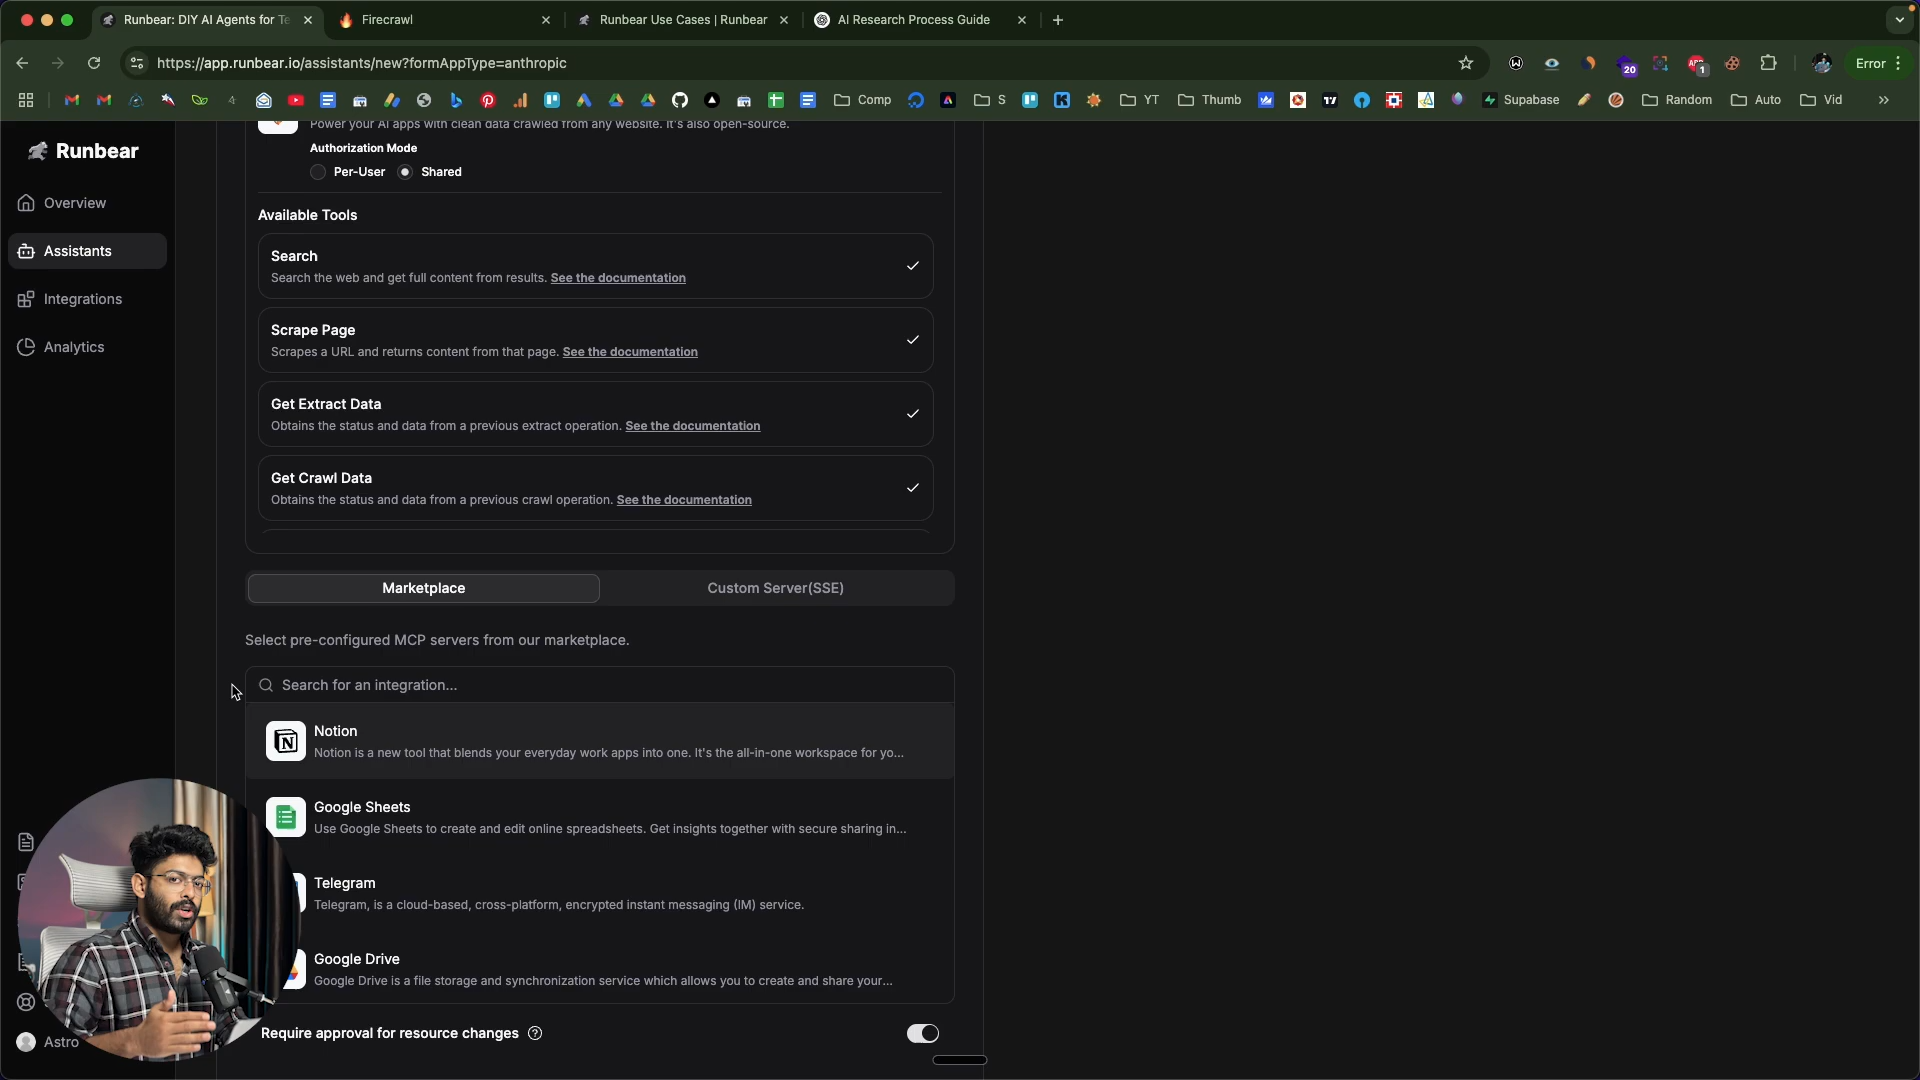 Runbear: DIY AI Agents for Te
Firecrawl
Runbear Use Cases | Runbear
AI Research Process Guide
https://app.runbear.io/assistants/new?formAppType=anthropic
20
1
Error
Comp
S
YT
Thumb
Supabase
Random
Auto
Vid
Runbear
Overview
Assistants
Integrations
Analytics
Astro
Power your AI apps with clean data crawled from any website. It's also open-source.
Authorization Mode
Per-User
Shared
Available Tools
Search
Search the web and get full content from results. See the documentation
Scrape Page
Scrapes a URL and returns content from that page. See the documentation
Get Extract Data
Obtains the status and data from a previous extract operation. See the documentation
Get Crawl Data
Obtains the status and data from a previous crawl operation. See the documentation
Marketplace
Custom Server(SSE)
Select pre-configured MCP servers from our marketplace.
Search for an integration...
Notion
Notion is a new tool that blends your everyday work apps into one. It's the all-in-one workspace for yo...
Google Sheets
Use Google Sheets to create and edit online spreadsheets. Get insights together with secure sharing in...
Telegram
Telegram, is a cloud-based, cross-platform, encrypted instant messaging (IM) service.
Google Drive
Google Drive is a file storage and synchronization service which allows you to create and share your...
Require approval for resource changes